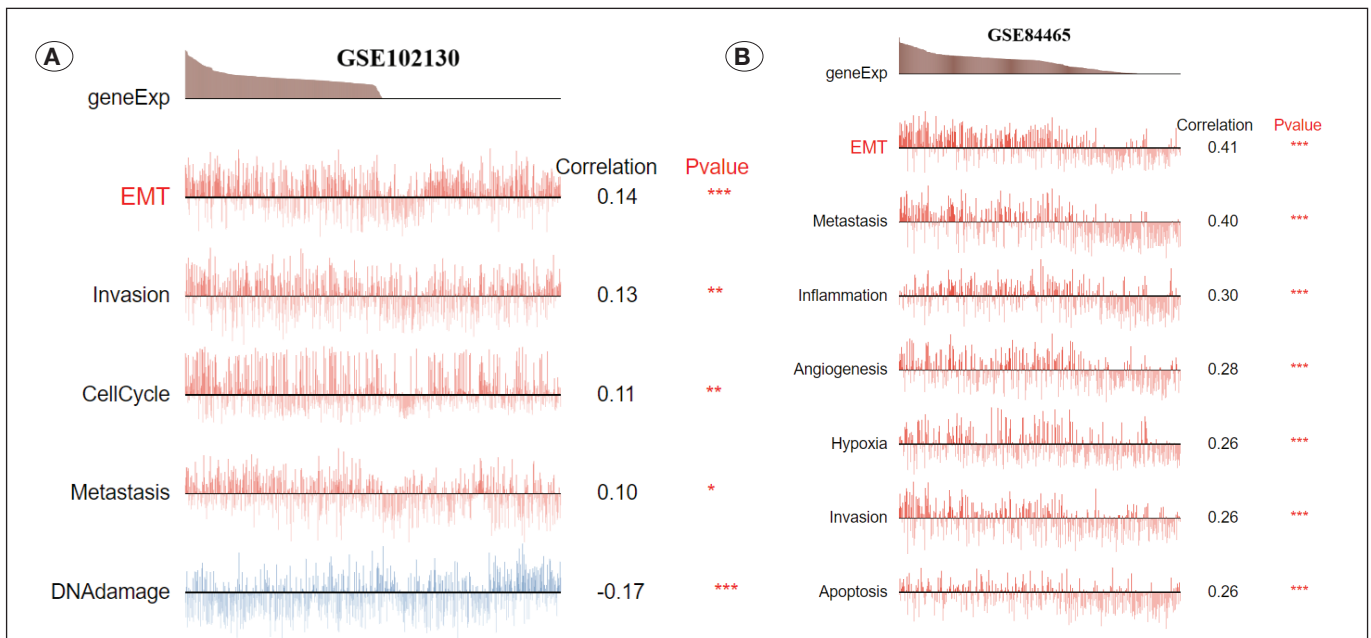 A
GSE102130
geneExp
Correlation Pvalue
EMT 0.14 ***
Invasion 0.13 **
CellCycle 0.11 **
Metastasis 0.10 *
DNAdamage -0.17 ***
B
GSE84465
geneExp
Correlation Pvalue
EMT 0.41 ***
Metastasis 0.40 ***
Inflammation 0.30 ***
Angiogenesis 0.28 ***
Hypoxia 0.26 ***
Invasion 0.26 ***
Apoptosis 0.26 ***